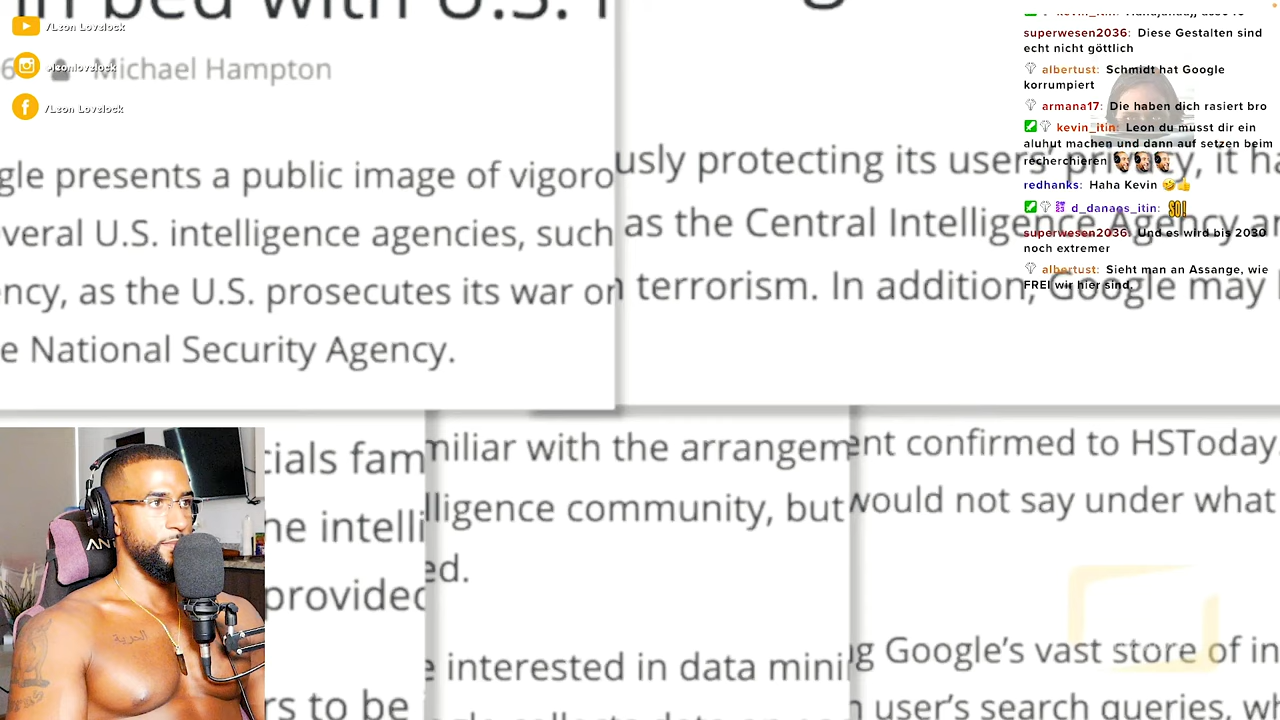 in bed with U.S. i
/Leon Lovelock
leonlovelock
/Leon Lovelock
Michael Hampton
gle presents a public image of vigoro
veral U.S. intelligence agencies, such
ency, as the U.S. prosecutes its war on
e National Security Agency.
usly protecting its users' privacy, it ha
as the Central Intelligence Agency an
n terrorism. In addition, Google may
superwesen2036: Diese Gestalten sind
echt nicht göttlich
albertust: Schmidt hat Google
korrumpiert
armana17: Die haben dich rasiert bro
kevin_itin: Leon du musst dir ein
aluhut machen und dann auf setzen beim
recherchieren
redhanks: Haha Kevin 🤣👍
d_danaos_itin: SO!
superwesen2036: Und es wird bis 2030
noch extremer
albertust: Sieht man an Assange, wie
FREI wir hier sind.
cials fam
he intelli
provided
rs to be
miliar with the arrangem
lligence community, but
ed.
e interested in data mini
ent confirmed to HSToday.
would not say under what
g Google's vast store of in
n user's search queries, wh